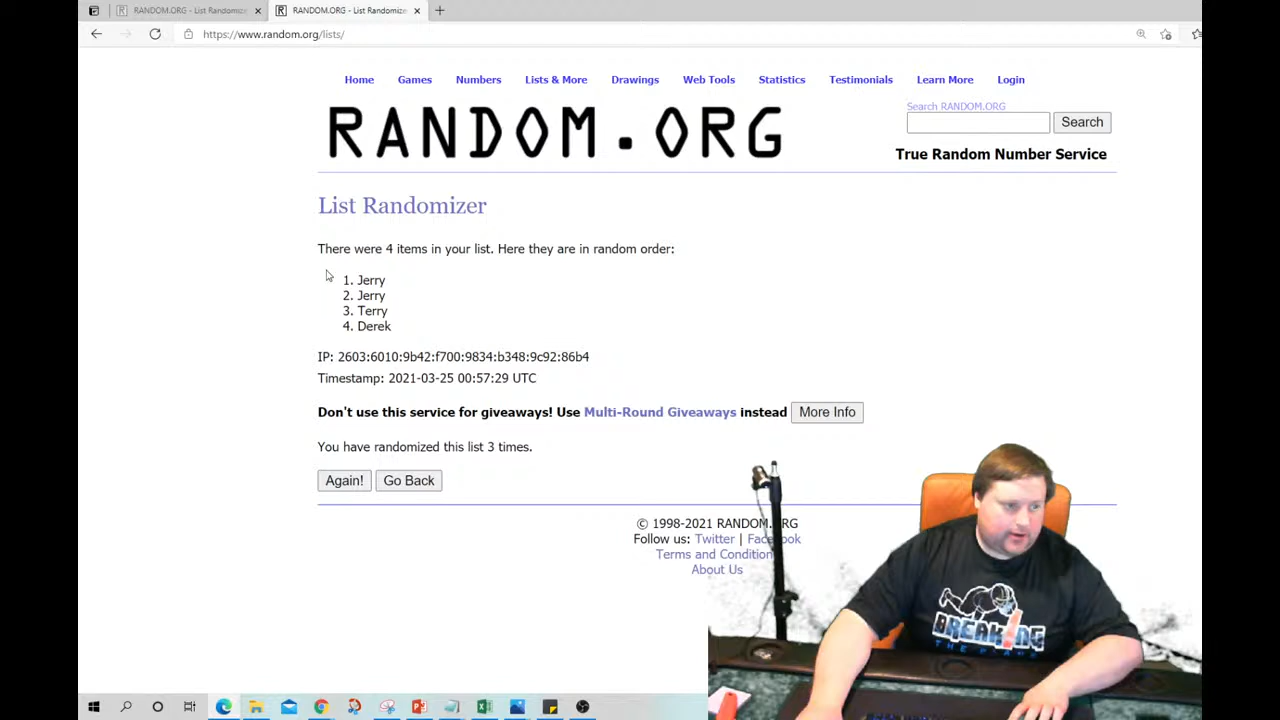 RANDOM.ORG - List Randomize
RANDOM.ORG - List Randomize
https://www.random.org/lists/
Home Games Numbers Lists & More Drawings Web Tools Statistics Testimonials Learn More Login
RANDOM.ORG
Search RANDOM.ORG
Search
True Random Number Service
List Randomizer
There were 4 items in your list. Here they are in random order:
1. Jerry
2. Jerry
3. Terry
4. Derek
IP: 2603:6010:9b42:f700:9834:b348:9c92:86b4
Timestamp: 2021-03-25 00:57:29 UTC
Don't use this service for giveaways! Use Multi-Round Giveaways instead More Info
You have randomized this list 3 times.
Again! Go Back
© 1998-2021 RANDOM.ORG
Follow us: Twitter | Facebook
Terms and Condition
About Us
BREAKING
THE PLANE